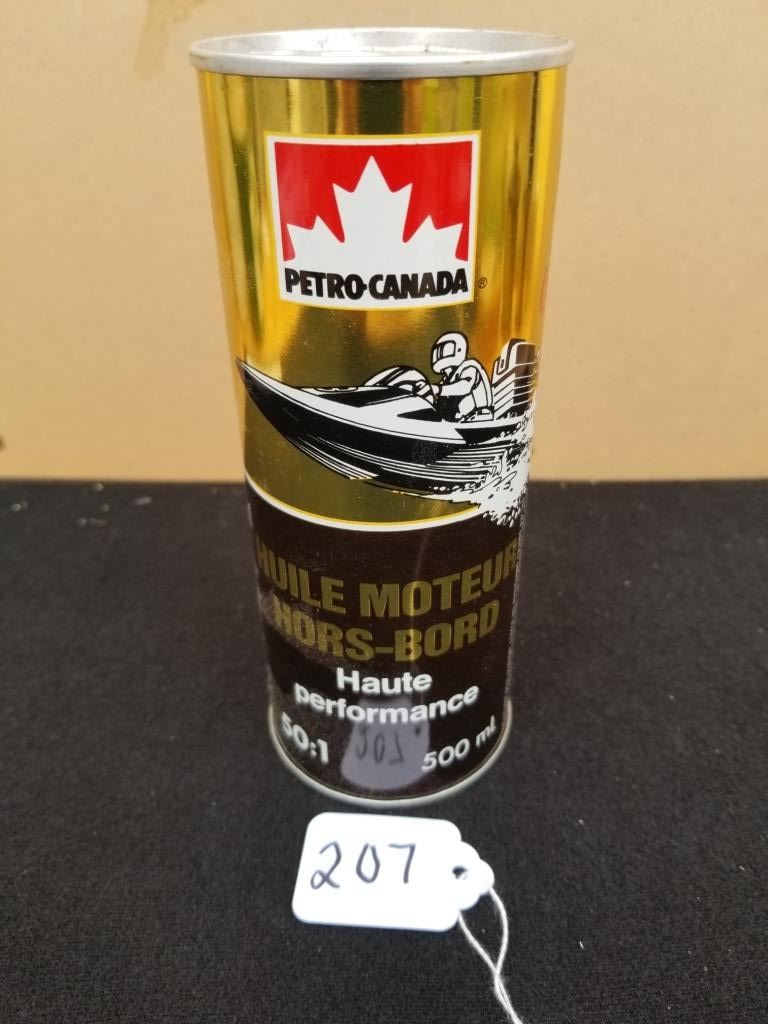 PETRO-CANADA®
HUILE MOTEUR
HORS-BORD
Haute
performance
50:1
500 ml
207